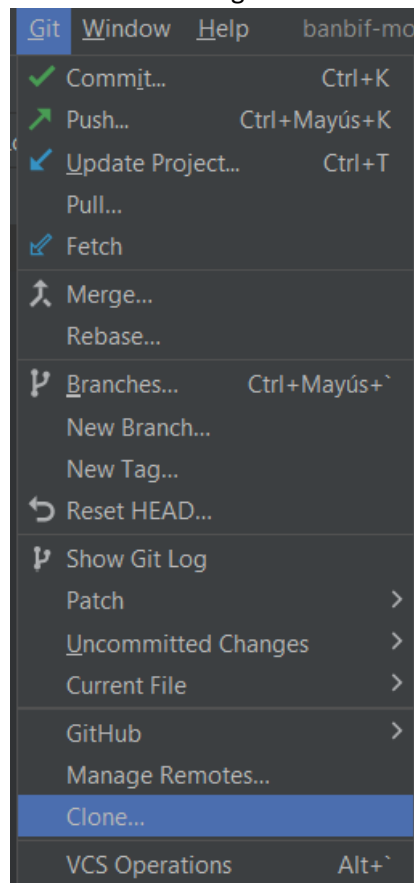 Git Window Help banbif-mo
Commit... Ctrl+K
Push... Ctrl+Mayús+K
Update Project... Ctrl+T
Pull...
Fetch
Merge...
Rebase...
Branches... Ctrl+Mayús+`
New Branch...
New Tag...
Reset HEAD...
Show Git Log
Patch
Uncommitted Changes
Current File
GitHub
Manage Remotes...
Clone...
VCS Operations Alt+`